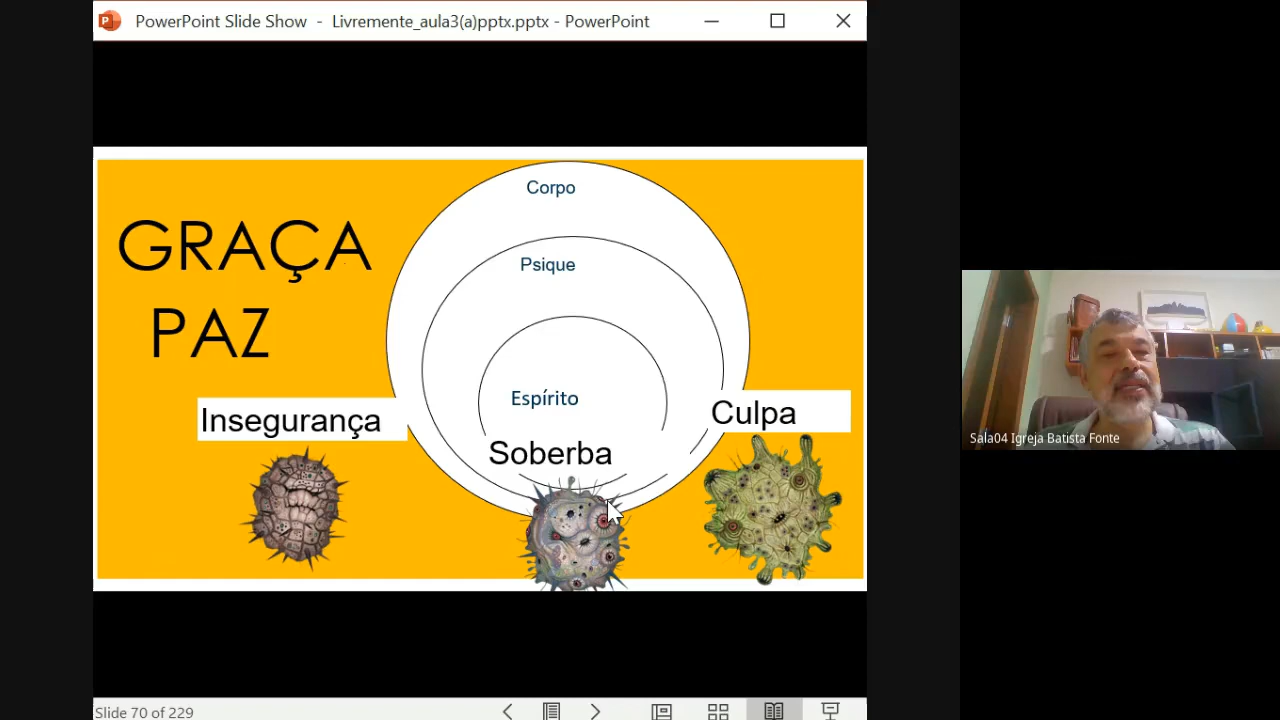 PowerPoint Slide Show - Livremente_aula3(a)pptx.pptx - PowerPoint
Corpo
GRAÇA
Psique
PAZ
Espírito
Insegurança
Culpa
Soberba
Sala04 Igreja Batista Fonte
Slide 70 of 229